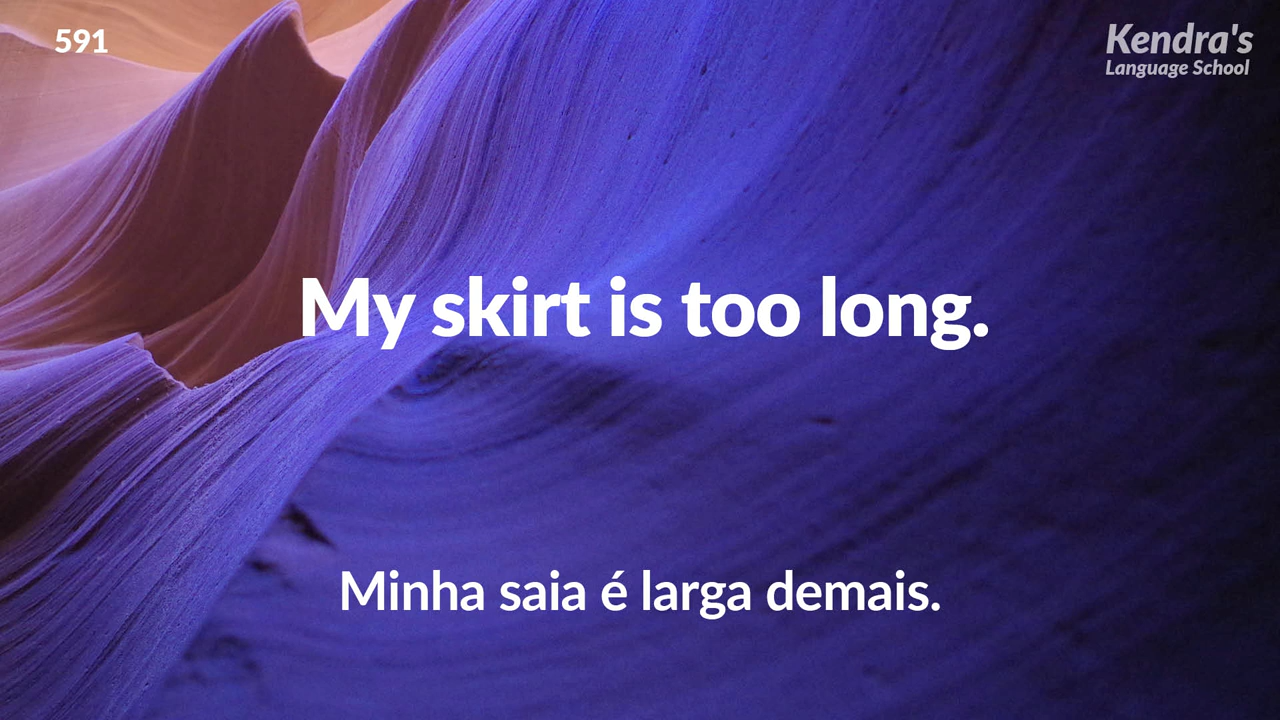 591
Kendra's
Language School
My skirt is too long.
Minha saia é larga demais.